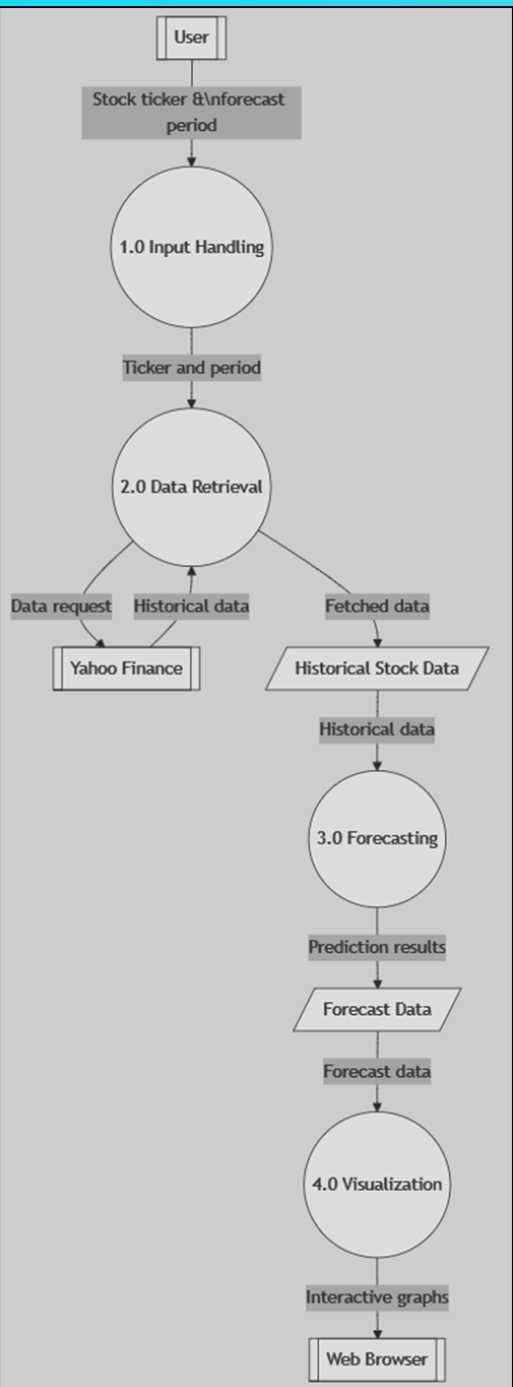 User
Stock ticker &\nforecast
period
1.0 Input Handling
Ticker and period
2.0 Data Retrieval
Data request
Historical data
Fetched data
Yahoo Finance
Historical Stock Data
Historical data
3.0 Forecasting
Prediction results
Forecast Data
Forecast data
4.0 Visualization
Interactive graphs
Web Browser